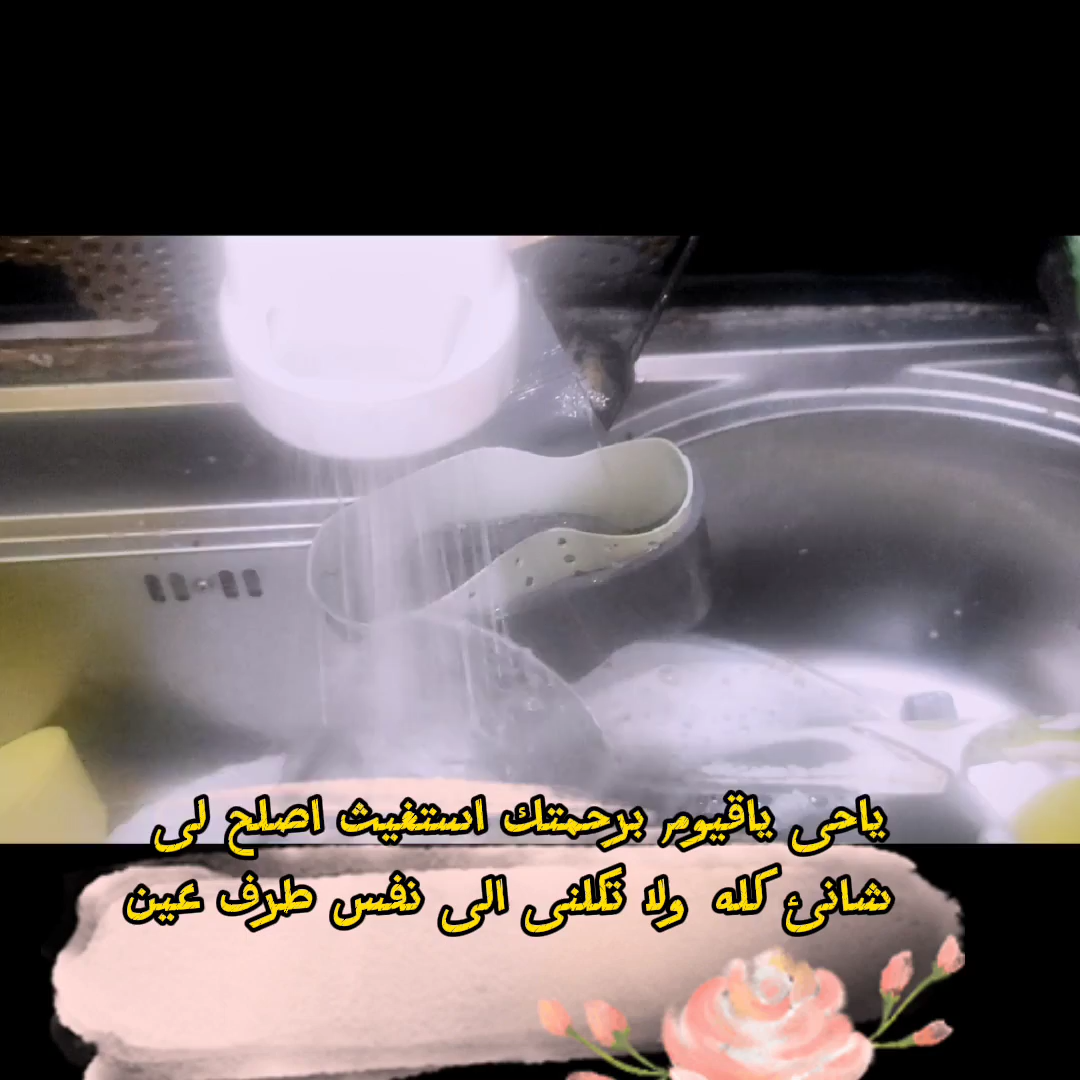 ياحى ياقيوم برحمتك استغيث اصلح لى
شانئ كله ولا تكلنى الى نفس طرف عين